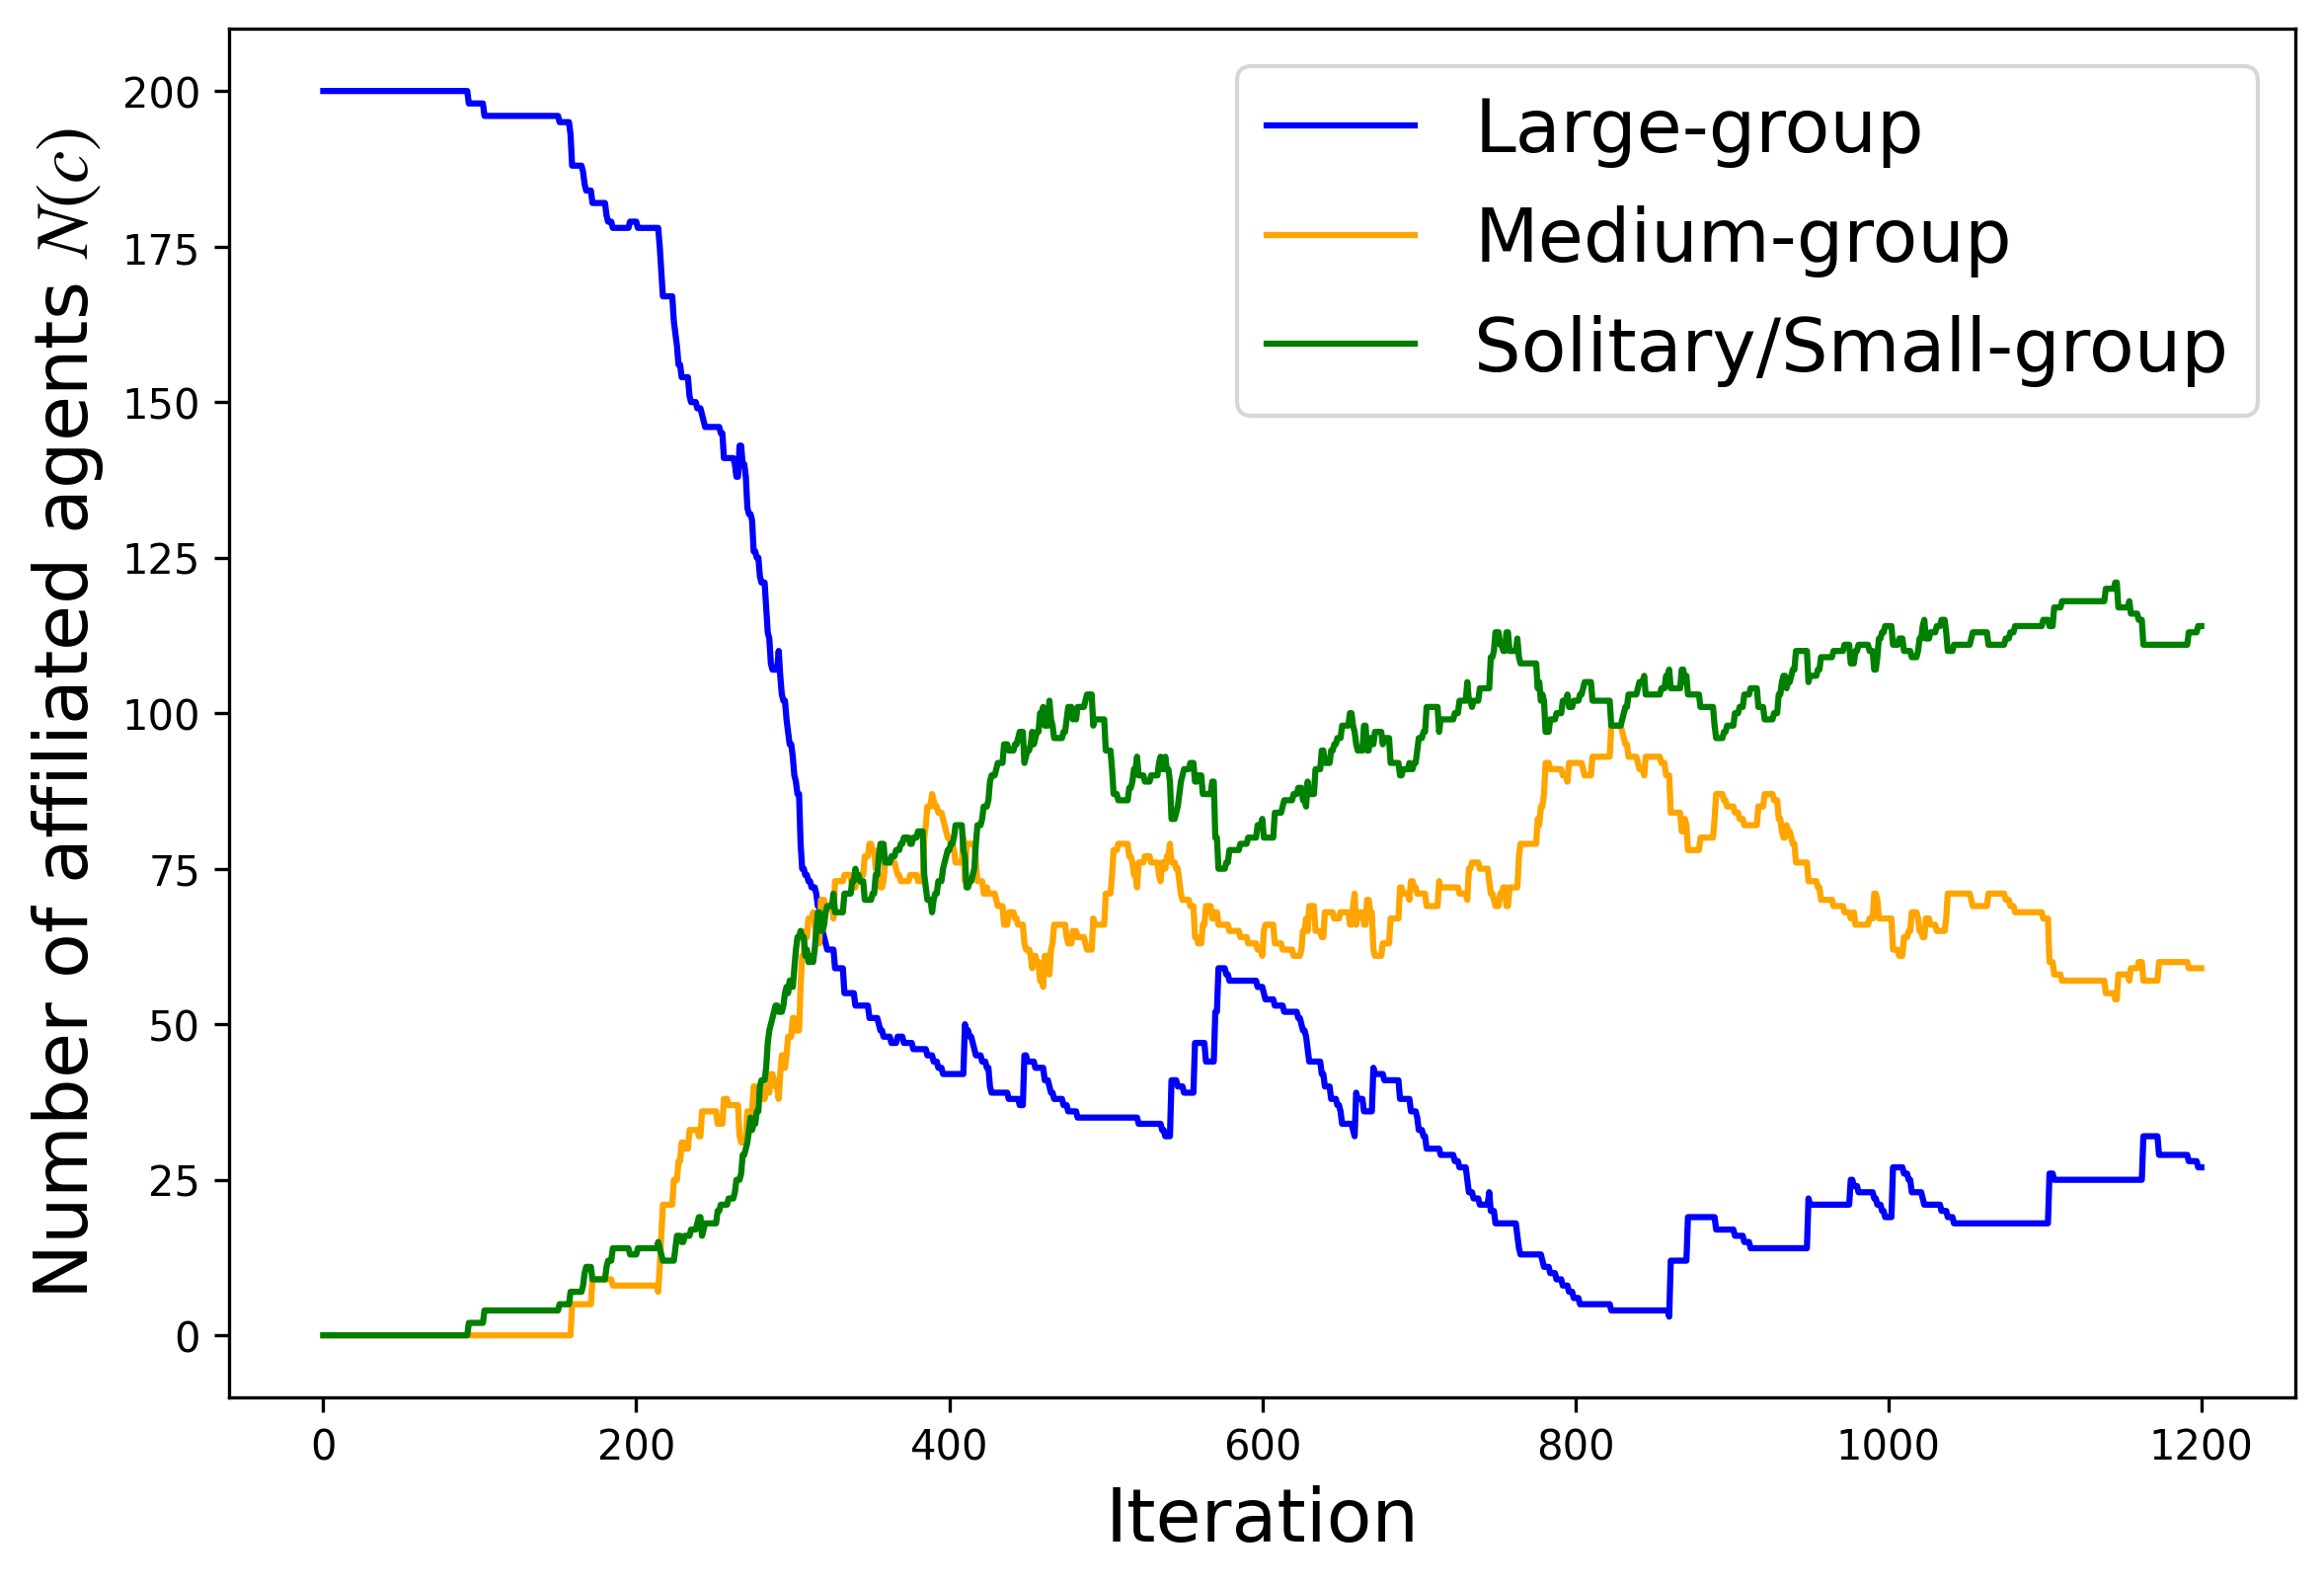 Number of affiliated agents N(c)
200
175
150
125
100
75
50
25
0
Large-group
Medium-group
Solitary/Small-group
0 200 400 600 800 1000 1200
Iteration